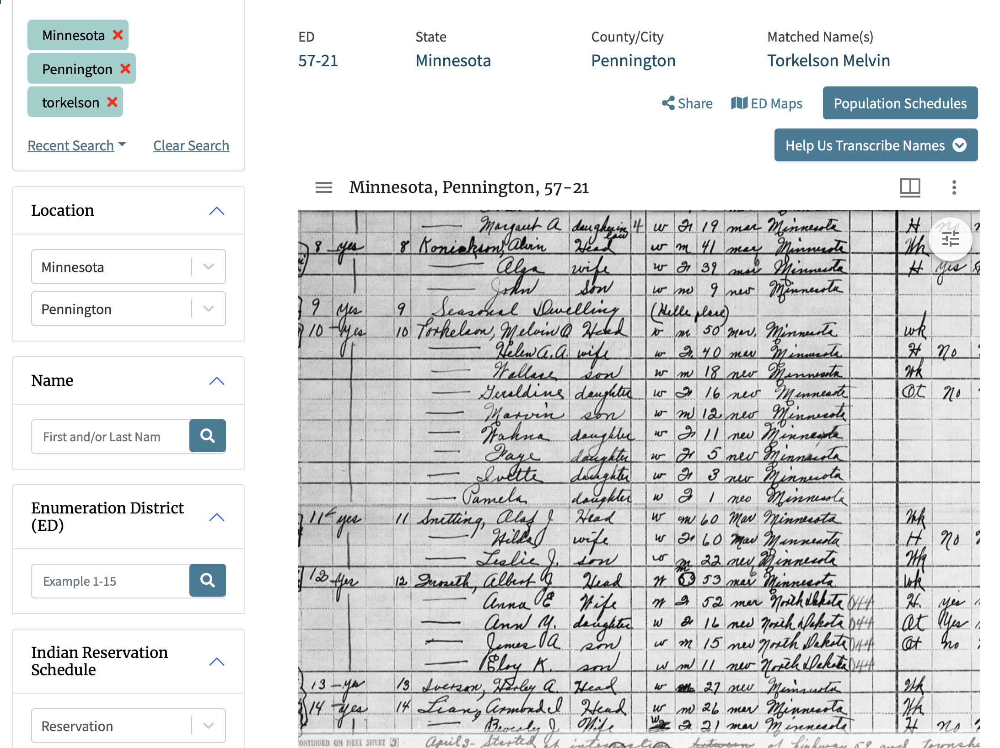 Minnesota
Pennington
torkelson
Recent Search Clear Search
Location
Minnesota
Pennington
Name
First and/or Last Nam
Enumeration District
(ED)
Example 1-15
Indian Reservation
Schedule
Reservation
ED State County/City Matched Name(s)
57-21 Minnesota Pennington Torkelson Melvin
Share ED Maps Population Schedules
Help Us Transcribe Names
Minnesota, Pennington, 57-21
Margaret A daughter in law 4 w F 19 mar Minnesota H no
8 yes 8 Konickson, Alvin Head w m 41 mar Minnesota Wk
Olga wife w F 39 mar Minnesota H yes
John son w m 9 nev Minnesota
9 yes 9 Seasonal Dwelling (Helle place)
10 yes 10 Torkelson, Melvin O Head w m 50 mar. Minnesota wk
Helen A.A. wife w F. 40 mar Minnesota H No
Wallace son w m 18 nev Minnesota Wk
Geraldine daughter w F 16 nev Minnesota Ot No
Marvin son w m 12 nev Minnesota
daughter w F 11 nev Minnesota
Faye daughter w F 5 nev Minnesota
Ivette daughter w F 3 nev Minnesota
Pamela daughter w F 1 nev Minnesota
11 yes 11 Snetting, Olaf J Head w m 60 Mar Minnesota Wk
Hilda wife w F 60 mar Minnesota H No
Leslie J. son w m 22 nev Minnesota Wk
12 Yes 12 Froseth, Albert J Head W m 53 mar Minnesota wk
Anna E Wife W F 52 mar North Dakota 044 H. yes
Ann Y. daughter w F 16 nev North Dakota 044 Ot Yes
James A son w m 15 nev North Dakota 044 Ot no
Eloy K. son w m 11 nev North Dakota 044
13 yes 13 Iverson, Harley A. Head w m 27 nev Minnesota Wk
14 yes 14 Lian, Armond I Head w m 26 mar Minnesota Wk
Beverly J. Wife W F 21 mar Minnesota H no
CONTINUED ON NEXT SHEET [3] April 3 - Started at between of highway 59 and